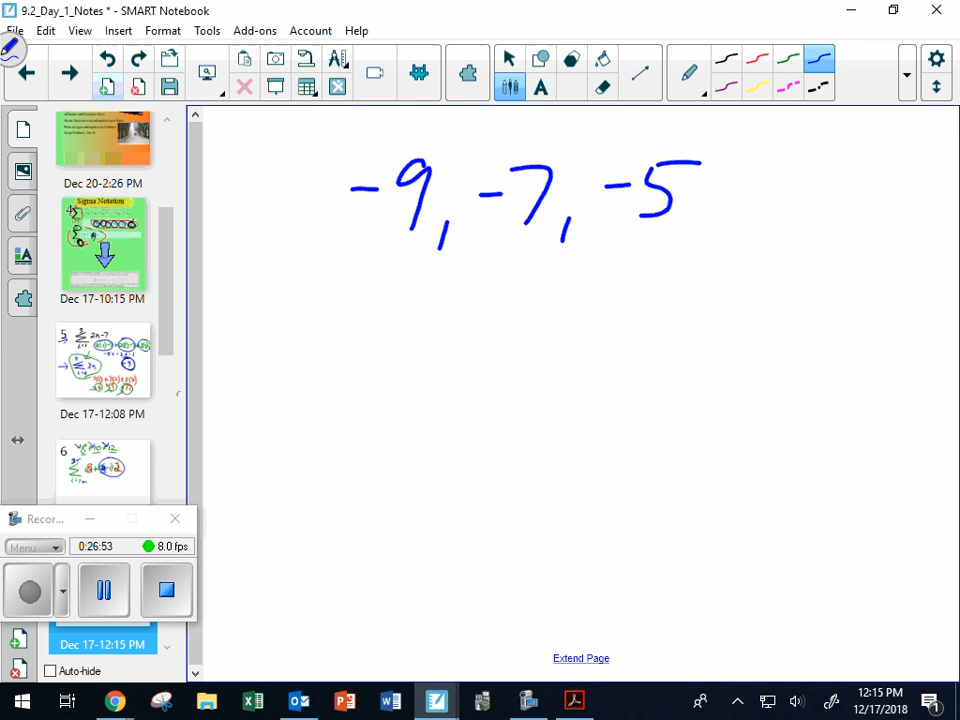 9.2_Day_1_Notes * - SMART Notebook
File Edit View Insert Format Tools Add-ons Account Help
-9, -7, -5
Dec 20-2:26 PM
Sigma Notation
Dec 17-10:15 PM
5
Dec 17-12:08 PM
6
Recor...
Menu
0:26:53
8.0 fps
Dec 17-12:15 PM
Auto-hide
Extend Page
12:15 PM
12/17/2018
1